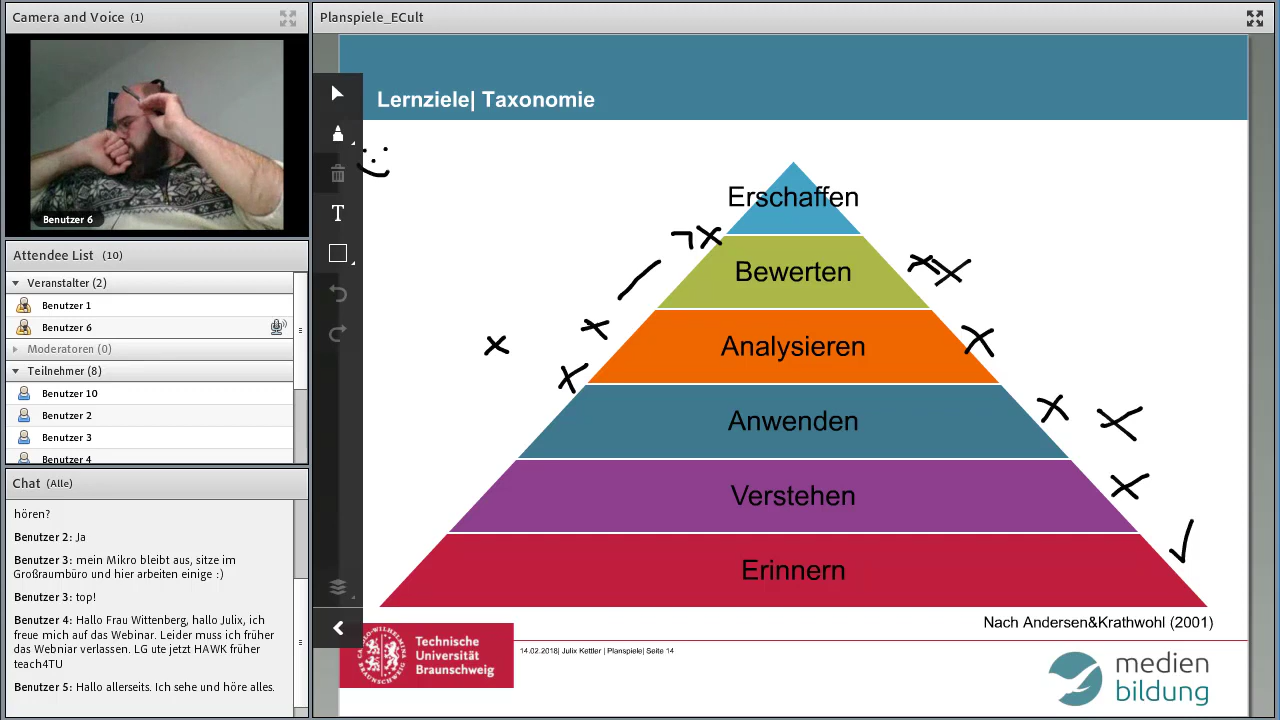 Camera and Voice (1)
Benutzer 6
Attendee List (10)
Veranstalter (2)
Benutzer 1
Benutzer 6
Moderatoren (0)
Teilnehmer (8)
Benutzer 10
Benutzer 2
Benutzer 3
Benutzer 4
Chat (Alle)
hören?
Benutzer 2: Ja
Benutzer 3: mein Mikro bleibt aus, sitze im
Großraumbüro und hier arbeiten einige :)
Benutzer 3: top!
Benutzer 4: Hallo Frau Wittenberg, hallo Julix, ich
freue mich auf das Webinar. Leider muss ich früher
das Webniar verlassen. LG ute jetzt HAWK früher
teach4TU
Benutzer 5: Hallo allerseits. Ich sehe und höre alles.
Planspiele_ECult
Lernziele| Taxonomie
Erschaffen
Bewerten
Analysieren
Anwenden
Verstehen
Erinnern
Nach Andersen&Krathwohl (2001)
Technische
Universität
Braunschweig
14.02.2018| Julix Kettler | Planspiele| Seite 14
medien
bildung